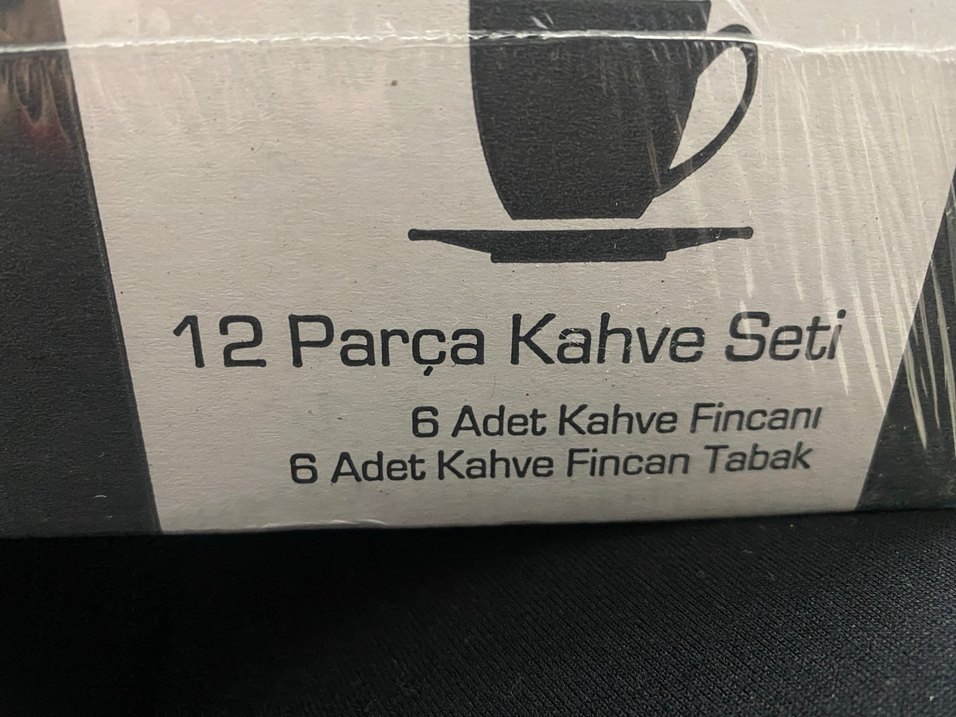 12 Parça Kahve Seti
6 Adet Kahve Fincanı
6 Adet Kahve Fincan Tabak